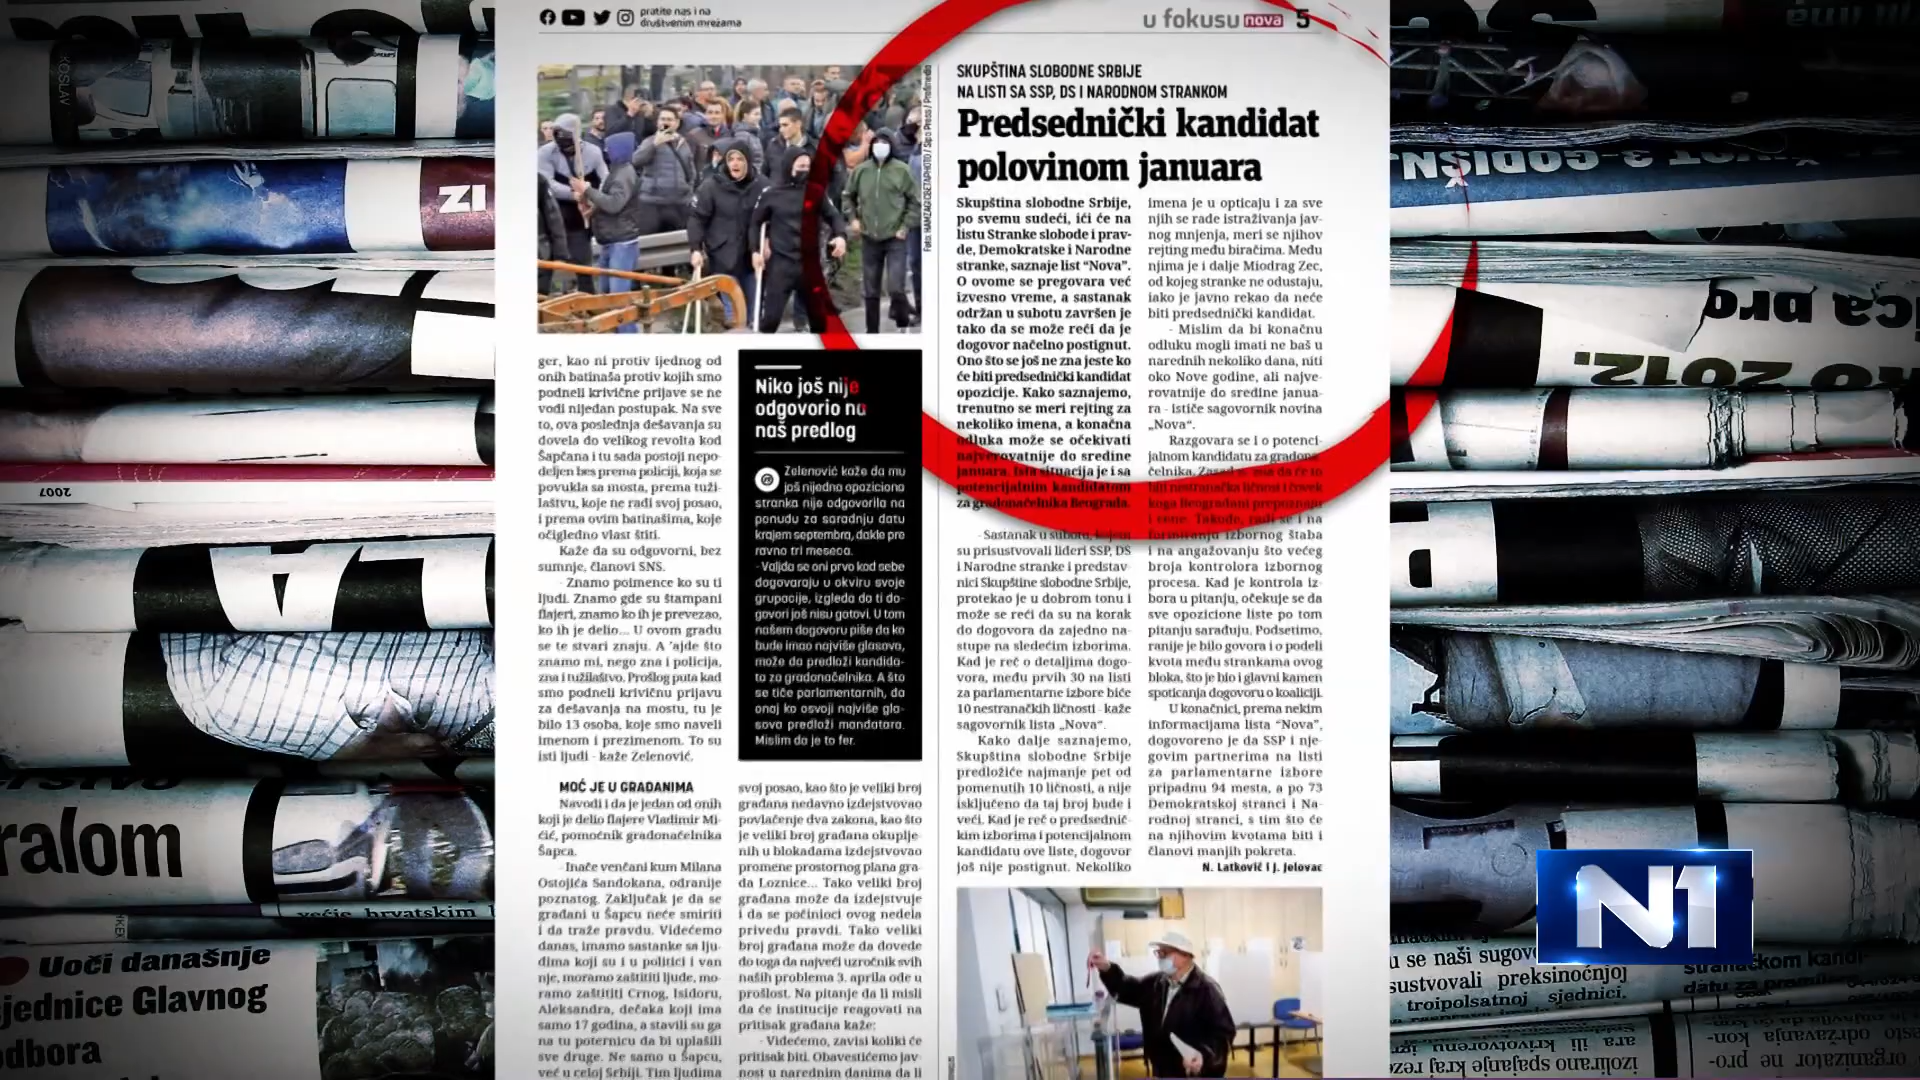 pratite nas i na
društvenim mrežama
u fokusu nova 5
Foto: HAMZAGIĆ/BETAPHOTO / Sipa Press / Profimedia
ger, kao ni protiv ijednog od
onih batinaša protiv kojih smo
podneli krivične prijave se ne
vodi nijedan postupak. Na sve
to, ova poslednja dešavanja su
dovela do velikog revolta kod
Šapčana i tu sada postoji nepo-
deljen bes prema policiji, koja se
povukla sa mosta, prema tuži-
laštvu, koje ne radi svoj posao,
i prema ovim batinašima, koje
očigledno vlast štiti.
Kaže da su odgovorni, bez
sumnje, članovi SNS.
- Znamo poimence ko su ti
ljudi. Znamo gde su štampani
flajeri, znamo ko ih je prevezao,
ko ih je delio... U ovom gradu
se te stvari znaju. A 'ajde što
znamo mi, nego zna i policija,
zna i tužilaštvo. Prošlog puta kad
smo podneli krivičnu prijavu
za dešavanja na mostu, tu je
bilo 13 osoba, koje smo naveli
imenom i prezimenom. To su
isti ljudi - kaže Zelenović.
MOĆ JE U GRAĐANIMA
Navodi i da je jedan od onih
koji je delio flajere Vladimir Mi-
ćić, pomoćnik gradonačelnika
Šapca.
- Inače venčani kum Milana
Ostojića Sandokana, odranije
poznatog. Zaključak je da se
građani u Šapcu neće smiriti
i da traže pravdu. Videćemo
danas, imamo sastanke sa lju-
dima koji su i u politici i van
nje, moramo zaštititi ljude, mo-
ramo zaštititi Crnog, Isidoru,
Aleksandra, dečaka koji ima
samo 17 godina, a stavili su ga
na tu poternicu da bi uplašili
sve druge. Ne samo u Šapcu,
već u celoj Srbiji. Tim ljudima
Niko još nije
odgovorio na
naš predlog
Zelenović kaže da mu
još nijedna opoziciona
stranka nije odgovorila na
ponudu za saradnju datu
krajem septembra, dakle pre
ravno tri meseca.
- Valjda se oni prvo kod sebe
dogovaraju u okviru svoje
grupacije, izgleda da ti do-
govori još nisu gotovi. U tom
našem dogovoru piše da ko
bude imao najviše glasova,
može da predloži kandida-
ta za gradonačelnika. A što
se tiče parlamentarnih, da
onaj ko osvoji najviše gla-
sova predloži mandatara.
Mislim da je to fer.
svoj posao, kao što je veliki broj
građana nedavno izdejstvovao
povlačenje dva zakona, kao što
je veliki broj građana okuplje-
nih u blokadama izdejstvovao
promene prostornog plana gra-
da Loznice... Tako veliki broj
građana može da izdejstvuje
i da se počinioci ovog nedela
privedu pravdi. Tako veliki
broj građana može da dovede
do toga da najveći uzročnik svih
naših problema 3. aprila ode u
prošlost. Na pitanje da li misli
da će institucije reagovati na
pritisak građana kaže:
- Videćemo, zavisi koliki će
pritisak biti. Obavestićemo jav-
nost u narednim danima da li
SKUPŠTINA SLOBODNE SRBIJE
NA LISTI SA SSP, DS I NARODNOM STRANKOM
Predsednički kandidat
polovinom januara
Skupština slobodne Srbije,
po svemu sudeći, ići će na
listu Stranke slobode i prav-
de, Demokratske i Narodne
stranke, saznaje list “Nova”.
O ovome se pregovara već
izvesno vreme, a sastanak
održan u subotu završen je
tako da se može reći da je
dogovor načelno postignut.
Ono što se još ne zna jeste ko
će biti predsednički kandidat
opozicije. Kako saznajemo,
trenutno se meri rejting za
nekoliko imena, a konačna
odluka može se očekivati
najverovatnije do sredine
januara. Ista situacija je i sa
potencijalnim kandidatom
za gradonačelnika Beograda.
- Sastanak u subotu, kojem
su prisustvovali lideri SSP, DS
i Narodne stranke i predstav-
nici Skupštine slobodne Srbije,
protekao je u dobrom tonu i
može se reći da su na korak
do dogovora da zajedno na-
stupe na sledećim izborima.
Kad je reč o detaljima dogo-
vora, među prvih 30 na listi
za parlamentarne izbore biće
10 nestranačkih ličnosti - kaže
sagovornik lista „Nova“.
Kako dalje saznajemo,
Skupština slobodne Srbije
predložiće najmanje pet od
pomenutih 10 ličnosti, a nije
isključeno da taj broj bude i
veći. Kad je reč o predsednič-
kim izborima i potencijalnom
kandidatu ove liste, dogovor
još nije postignut. Nekoliko
imena je u opticaju i za sve
njih se rade istraživanja jav-
nog mnjenja, meri se njihov
rejting među biračima. Među
njima je i dalje Miodrag Zec,
od kojeg stranke ne odustaju,
iako je javno rekao da neće
biti predsednički kandidat.
- Mislim da bi konačnu
odluku mogli imati ne baš u
narednih nekoliko dana, niti
oko Nove godine, ali najve-
rovatnije do sredine janua-
ra - ističe sagovornik novina
„Nova“.
Razgovara se i o potenci-
jalnom kandidatu za gradona-
čelnika. da će to
biti nestranačka ličnost i čovek
koga Beograđani prepoznaju
i cene. Takođe, radi se i na
formiranju izbornog štaba
i na angažovanju što većeg
broja kontrolora izbornog
procesa. Kad je kontrola iz-
bora u pitanju, očekuje se da
sve opozicione liste po tom
pitanju sarađuju. Podsetimo,
ranije je bilo govora i o podeli
kvota među strankama ovog
bloka, što je bio i glavni kamen
spoticanja dogovoru o koaliciji.
U konačnici, prema nekim
informacijama lista “Nova”,
dogovoreno je da SSP i nje-
govim partnerima na listi
za parlamentarne izbore
pripadnu 94 mesta, a po 73
Demokratskoj stranci i Na-
rodnoj stranci, s tim što će
na njihovim kvotama biti i
članovi manjih pokreta.
N. Latković i J. Jelovac
N1
ZI
2007
LA
ralom
većis hrvatskim
Uoči današnje
sjednice Glavnog
odbora
3-GODIŠNJ
KO 2012.
u se naši sugovo
sustvovali preksinoćnjoj
troipolsatnoj sjednici.